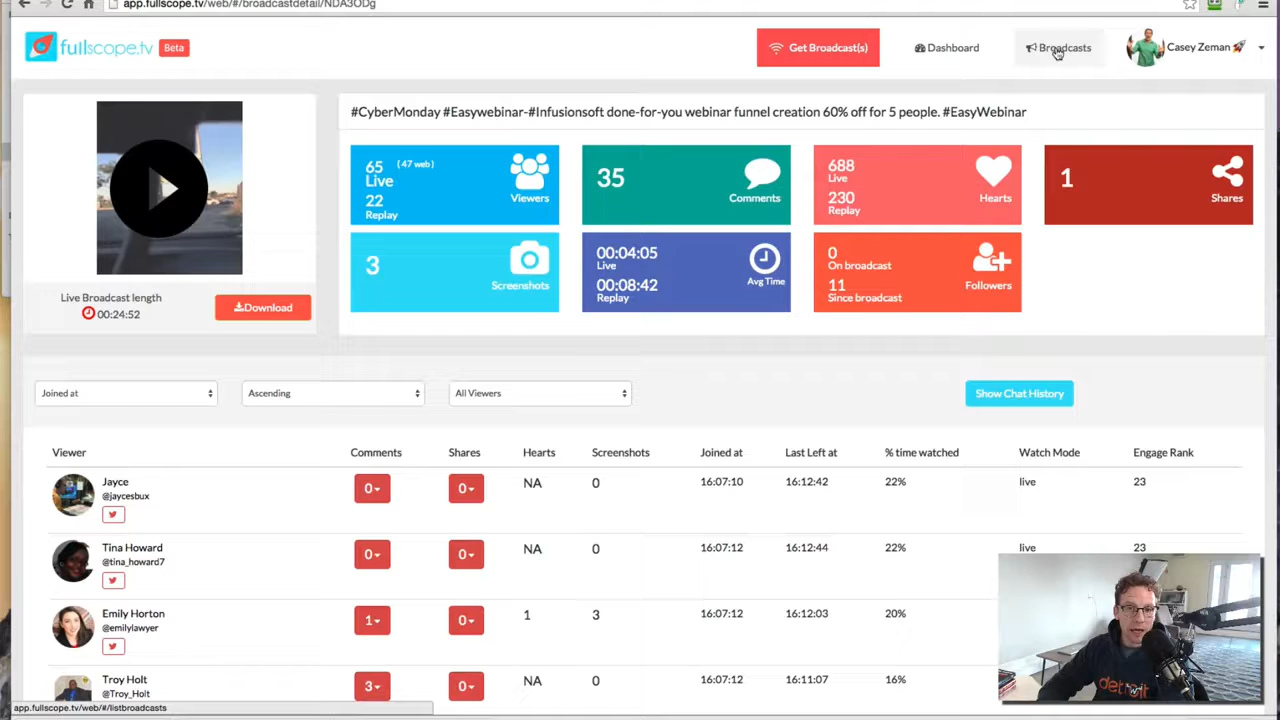 app.fullscope.tv/web/#/broadcastdetail/NDA3ODg
fullscope.tv Beta
Get Broadcast(s)
Dashboard
Broadcasts
Casey Zeman
#CyberMonday #Easywebinar-#Infusionsoft done-for-you webinar funnel creation 60% off for 5 people. #EasyWebinar
65 (47 web)
Live
22
Replay
Viewers
35
Comments
688
Live
230
Replay
Hearts
1
Shares
3
Screenshots
00:04:05
Live
00:08:42
Replay
Avg Time
0
On broadcast
11
Since broadcast
Followers
Live Broadcast length
00:24:52
Download
Joined at
Ascending
All Viewers
Show Chat History
Viewer Comments Shares Hearts Screenshots Joined at Last Left at % time watched Watch Mode Engage Rank
Jayce
@jaycesbux
0 0 NA 0 16:07:10 16:12:42 22% live 23
Tina Howard
@tina_howard7
0 0 NA 0 16:07:12 16:12:44 22% live 23
Emily Horton
@emilylawyer
1 0 1 3 16:07:12 16:12:03 20%
Troy Holt
@Troy_Holt
3 0 NA 0 16:07:12 16:11:07 16%
app.fullscope.tv/web/#/listbroadcasts
detroit